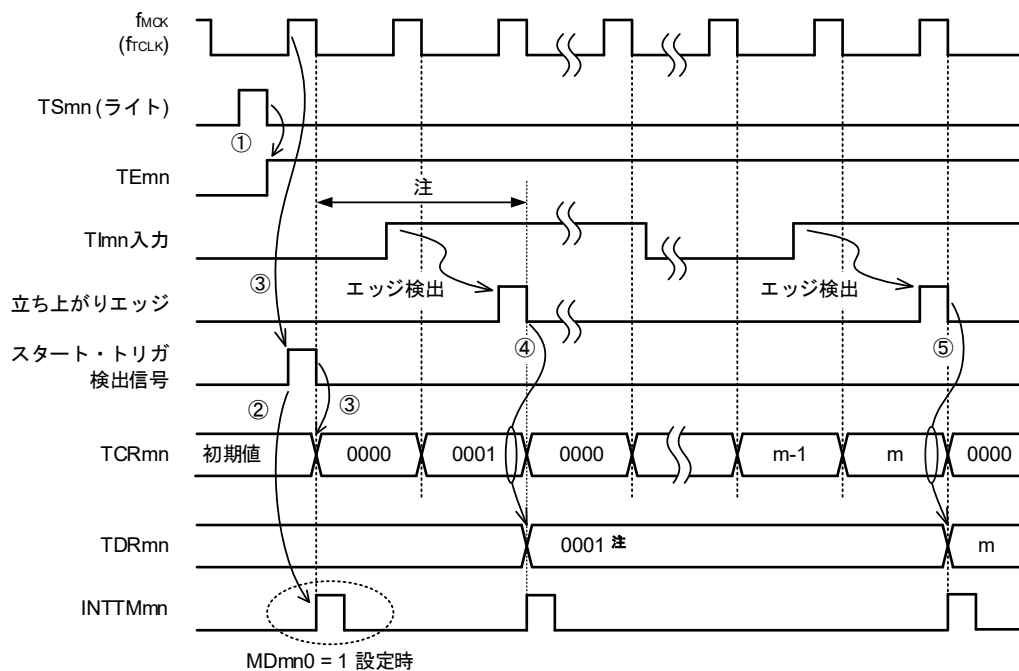 fMCK
(fTCLK)
TSmn (ライト)
①
TEmn
注
TImn入力
③
エッジ検出
エッジ検出
立ち上がりエッジ
④
⑤
スタート・トリガ
検出信号
②
③
TCRmn
初期値
0000
0001
0000
m-1
m
0000
TDRmn
0001 注
m
INTTMmn
MDmn0 = 1 設定時